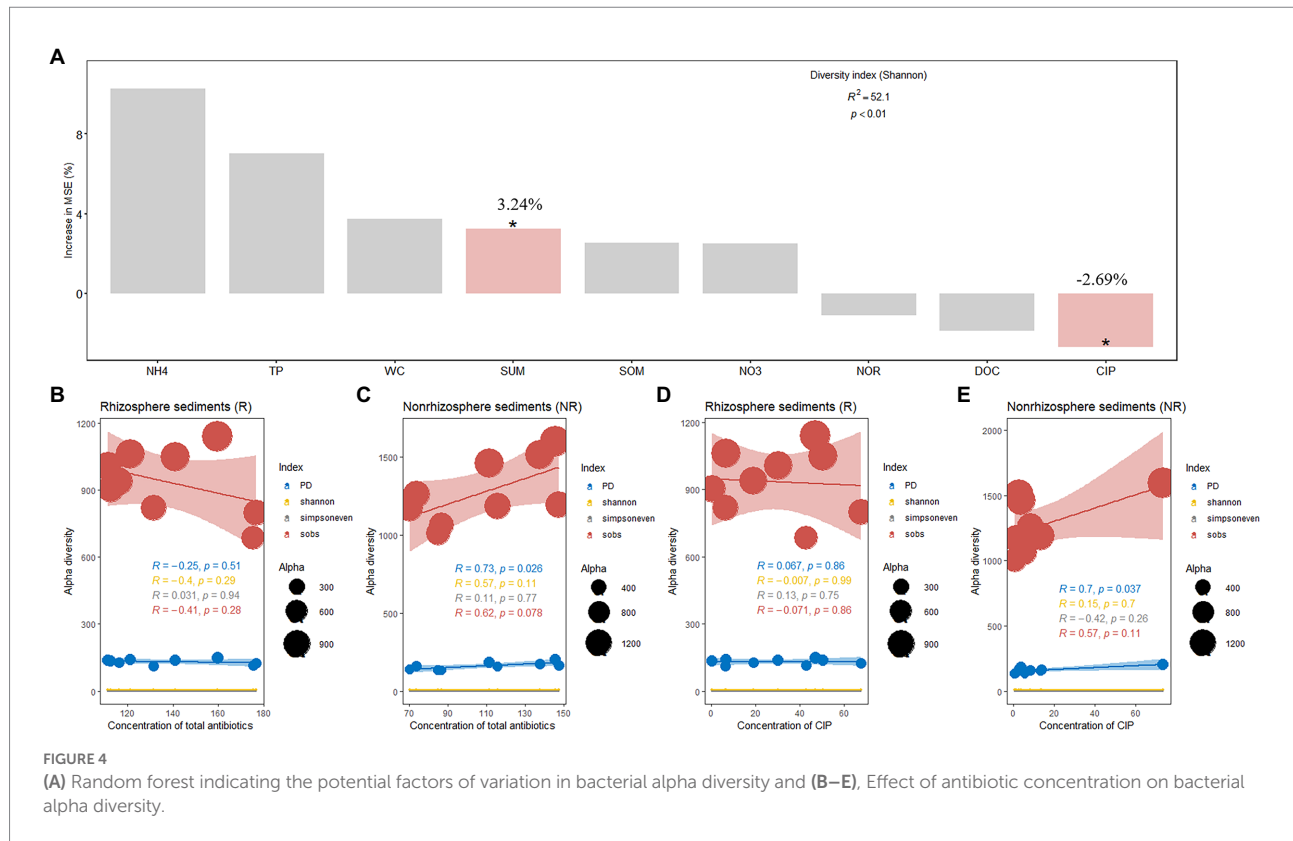 A
Diversity index (Shannon)
R² = 52.1
p < 0.01
Increase in MSE (%)
8
4
0
3.24%
*
-2.69%
*
NH4 TP WC SUM SOM NO3 NOR DOC CIP
B
Rhizosphere sediments (R)
Alpha diversity
1200
900
600
300
0
R = −0.25, p = 0.51
R = −0.4, p = 0.29
R = 0.031, p = 0.94
R = −0.41, p = 0.28
120 140 160 180
Concentration of total antibiotics
Index
PD
shannon
simpsoneven
sobs
Alpha
300
600
900
C
Nonrhizosphere sediments (NR)
Alpha diversity
1500
1000
500
0
R = 0.73, p = 0.026
R = 0.57, p = 0.11
R = 0.11, p = 0.77
R = 0.62, p = 0.078
70 90 110 130 150
Concentration of total antibiotics
Index
PD
shannon
simpsoneven
sobs
Alpha
400
800
1200
D
Rhizosphere sediments (R)
Alpha diversity
1200
900
600
300
0
R = 0.067, p = 0.86
R = −0.007, p = 0.99
R = 0.13, p = 0.75
R = −0.071, p = 0.86
0 20 40 60
Concentration of CIP
Index
PD
shannon
simpsoneven
sobs
Alpha
300
600
900
E
Nonrhizosphere sediments (NR)
Alpha diversity
2000
1500
1000
500
0
R = 0.7, p = 0.037
R = 0.15, p = 0.7
R = −0.42, p = 0.26
R = 0.57, p = 0.11
0 20 40 60
Concentration of CIP
Index
PD
shannon
simpsoneven
sobs
Alpha
400
800
1200
FIGURE 4
(A) Random forest indicating the potential factors of variation in bacterial alpha diversity and (B–E), Effect of antibiotic concentration on bacterial
alpha diversity.